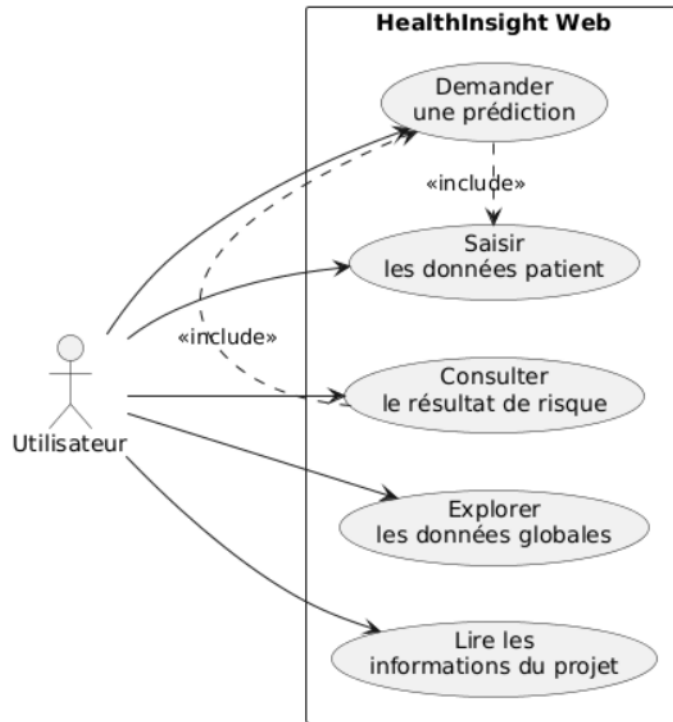 HealthInsight Web
Demander
une prédiction
«include»
Saisir
les données patient
«include»
Consulter
le résultat de risque
Utilisateur
Explorer
les données globales
Lire les
informations du projet